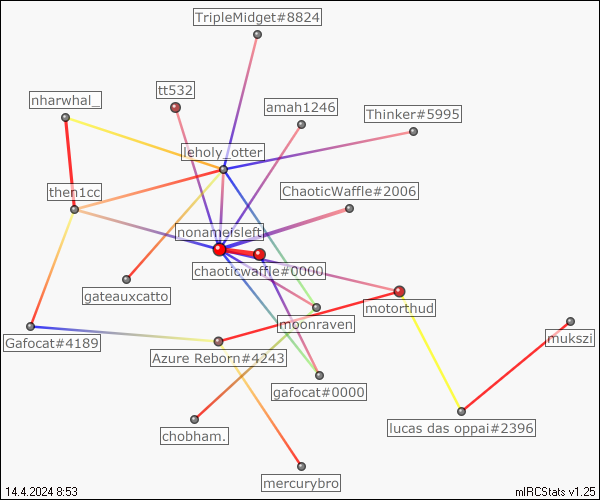 TripleMidget#8824
tt532
nharwhal_
amah1246
Thinker#5995
leholy_otter
then1cc
ChaoticWaffle#2006
nonameisleft
chaoticwaffle#0000
gateauxcatto
motorthud
moonraven
Gafocat#4189
mukszi
Azure Reborn#4243
gafocat#0000
lucas das oppai#2396
chobham.
mercurybro
14.4.2024 8:53
mIRCStats v1.25